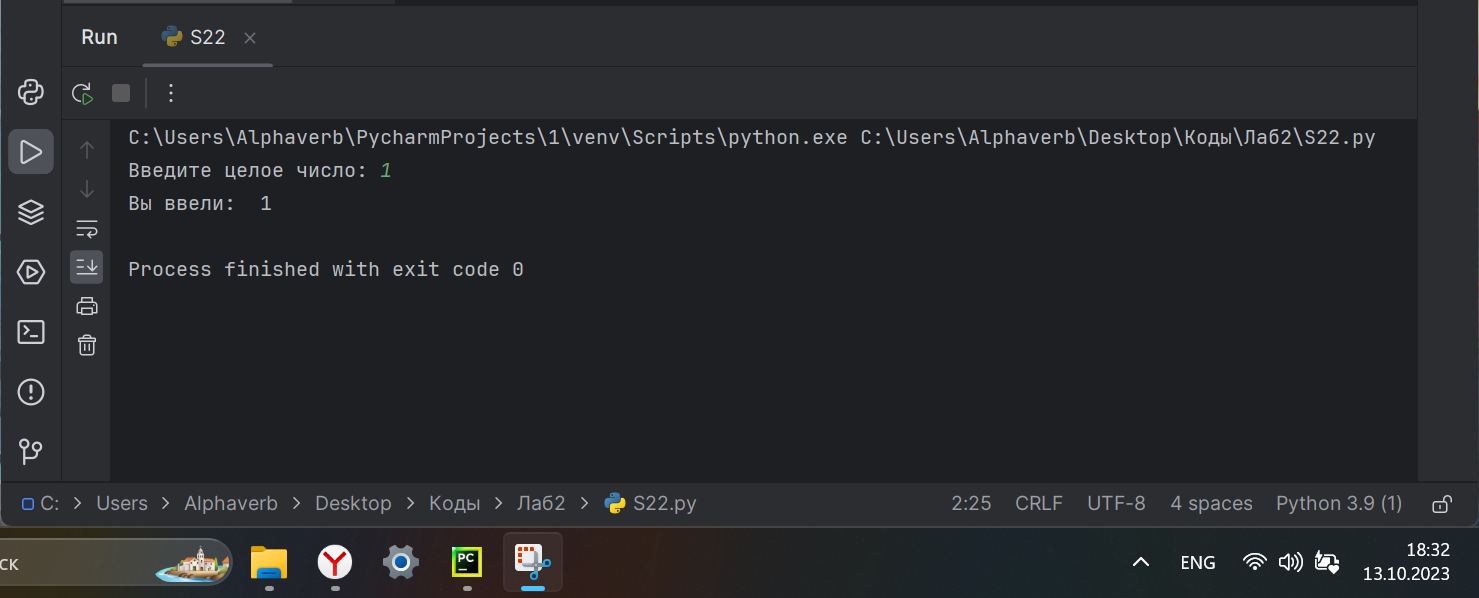 Run S22
C:\Users\Alphaverb\PycharmProjects\1\venv\Scripts\python.exe C:\Users\Alphaverb\Desktop\Коды\Лаб2\S22.py
Введите целое число: 1
Вы ввели:  1
Process finished with exit code 0
C: > Users > Alphaverb > Desktop > Коды > Лаб2 > S22.py 2:25 CRLF UTF-8 4 spaces Python 3.9 (1)
PC
ск ENG 18:32
13.10.2023